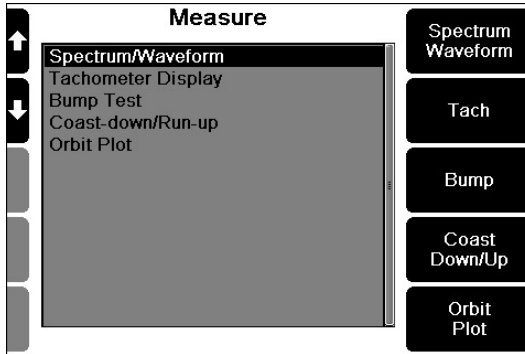 Measure
Spectrum/Waveform
Tachometer Display
Bump Test
Coast-down/Run-up
Orbit Plot
Spectrum
Waveform
Tach
Bump
Coast
Down/Up
Orbit
Plot